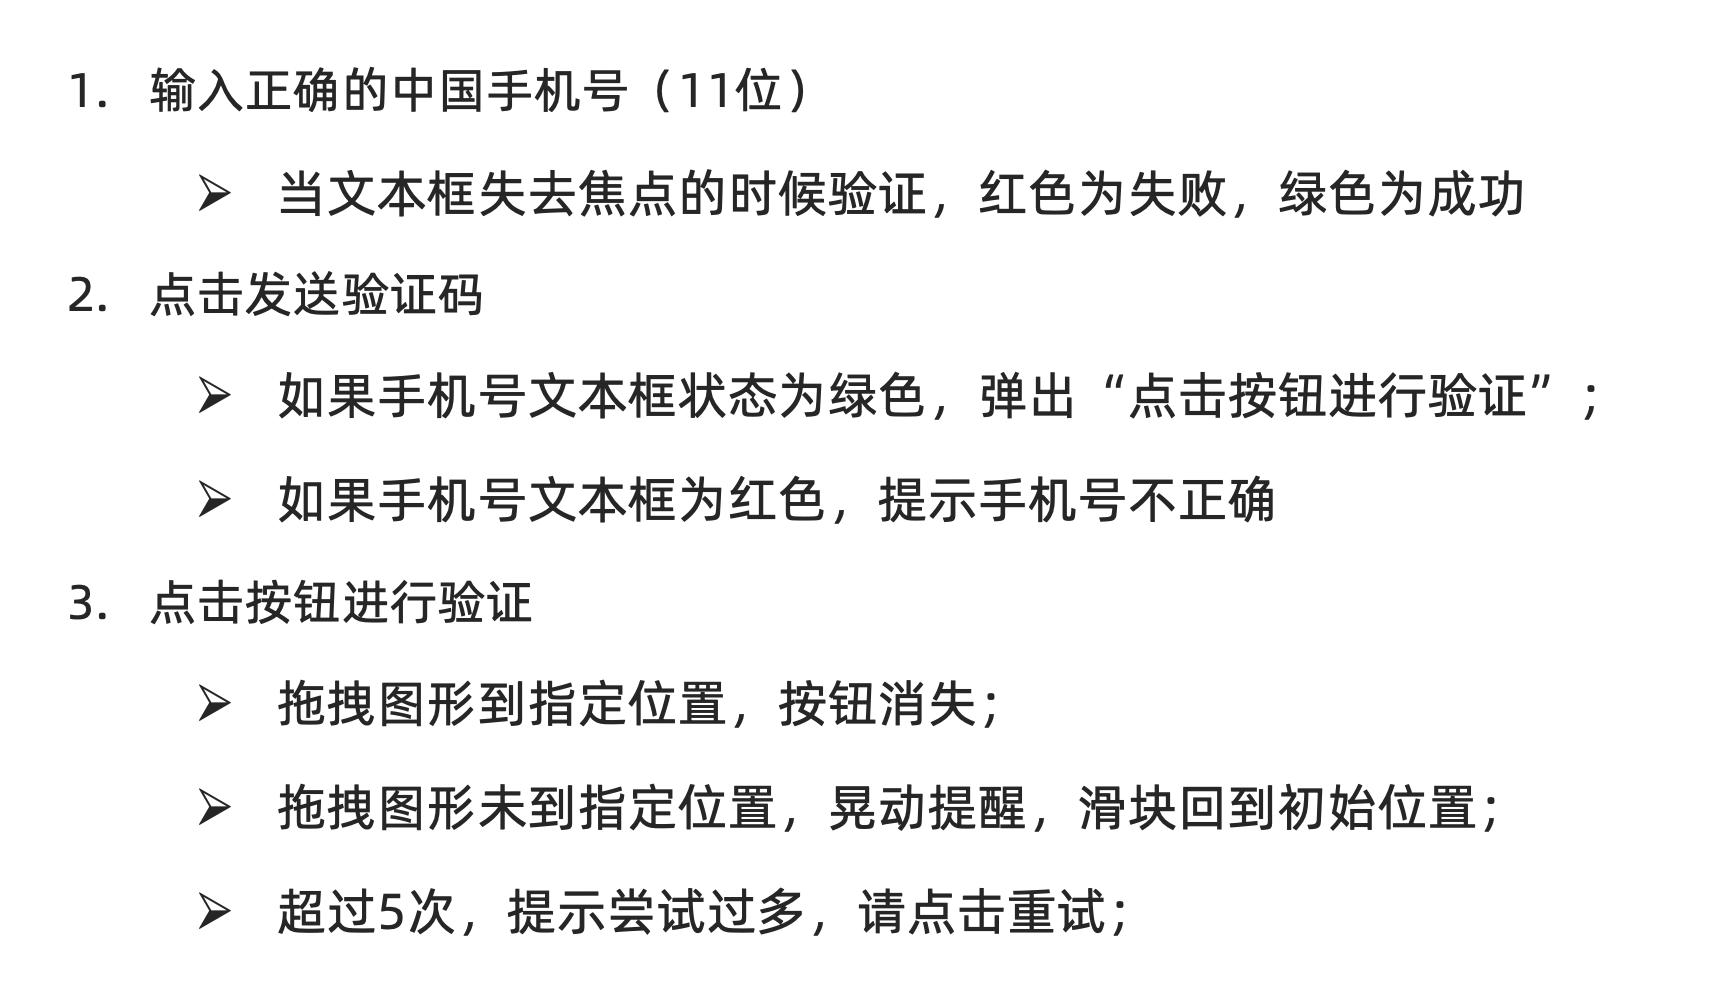 1. 输入正确的中国手机号（11位）
➢ 当文本框失去焦点的时候验证，红色为失败，绿色为成功
2. 点击发送验证码
➢ 如果手机号文本框状态为绿色，弹出“点击按钮进行验证”；
➢ 如果手机号文本框为红色，提示手机号不正确
3. 点击按钮进行验证
➢ 拖拽图形到指定位置，按钮消失；
➢ 拖拽图形未到指定位置，晃动提醒，滑块回到初始位置；
➢ 超过5次，提示尝试过多，请点击重试；